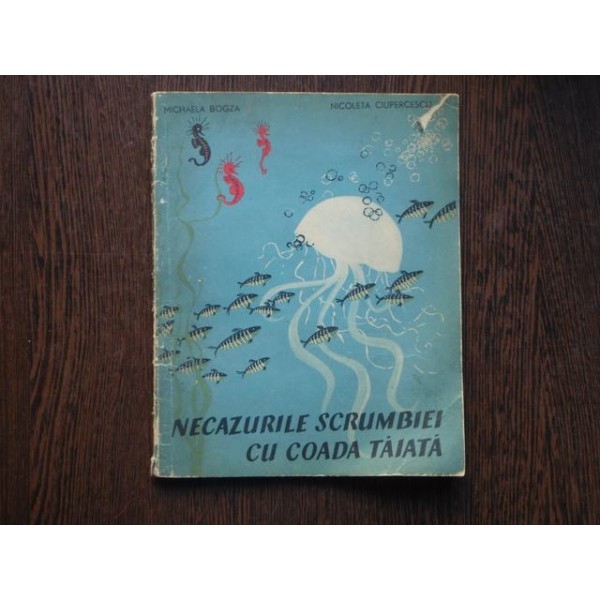 MICHAELA BOGZA
NICOLETA CIUPERCESCU
NECAZURILE SCRUMBIEI
CU COADA TĂIATĂ